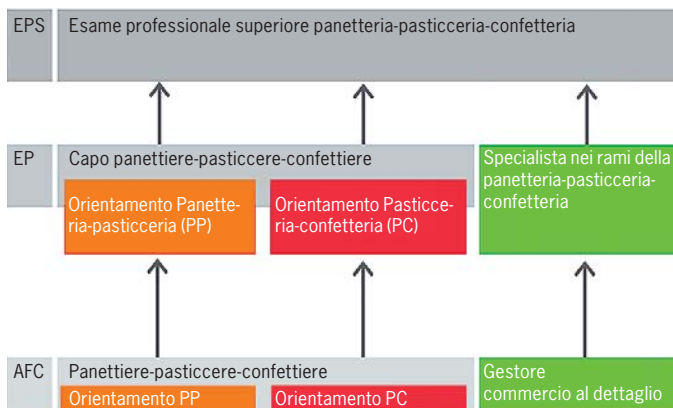 EPS Esame professionale superiore panetteria-pasticceria-confetteria
EP Capo panettiere-pasticcere-confettiere
Orientamento Panette-
ria-pasticceria (PP)
Orientamento Pasticce-
ria-confetteria (PC)
Specialista nei rami della
panetteria-pasticceria-
confetteria
AFC Panettiere-pasticcere-confettiere
Orientamento PP
Orientamento PC
Gestore
commercio al dettaglio